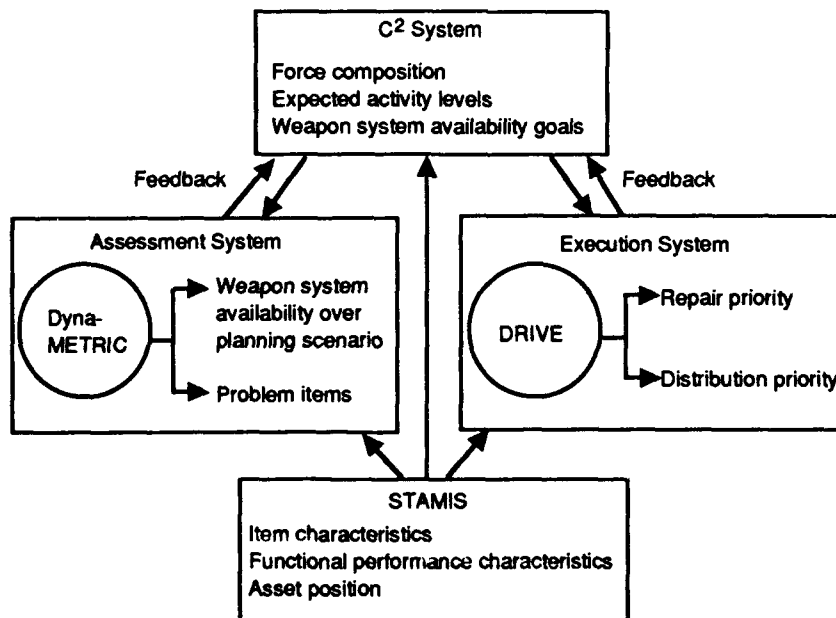 C² System
Force composition
Expected activity levels
Weapon system availability goals
Feedback
Feedback
Assessment System
Dyna-
METRIC
Weapon system
availability over
planning scenario
Problem items
Execution System
DRIVE
Repair priority
Distribution priority
STAMIS
Item characteristics
Functional performance characteristics
Asset position